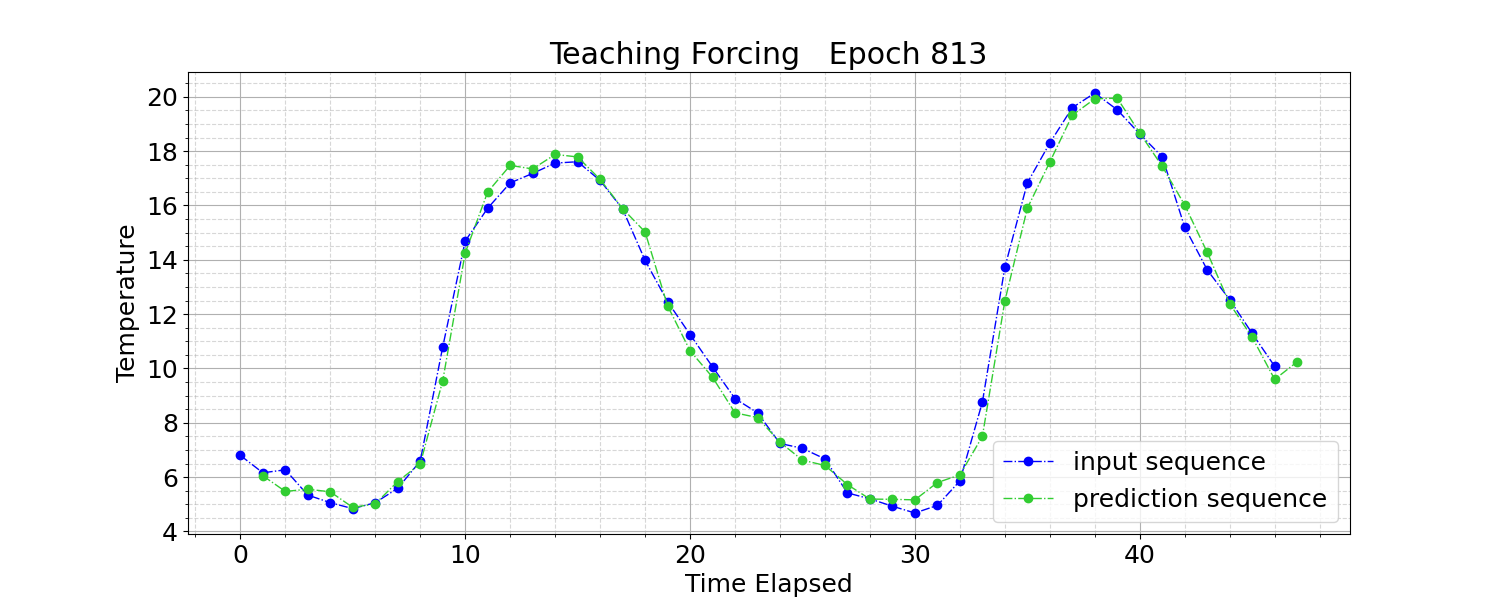 Teaching Forcing   Epoch 813
20
18
16
14
12
10
8
6
4
Temperature
input sequence
prediction sequence
0 10 20 30 40
Time Elapsed